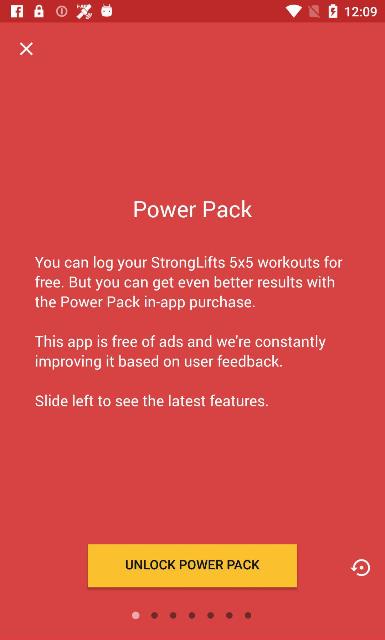 12:09
Power Pack
You can log your StrongLifts 5x5 workouts for
free. But you can get even better results with
the Power Pack in-app purchase.
This app is free of ads and we're constantly
improving it based on user feedback.
Slide left to see the latest features.
UNLOCK POWER PACK